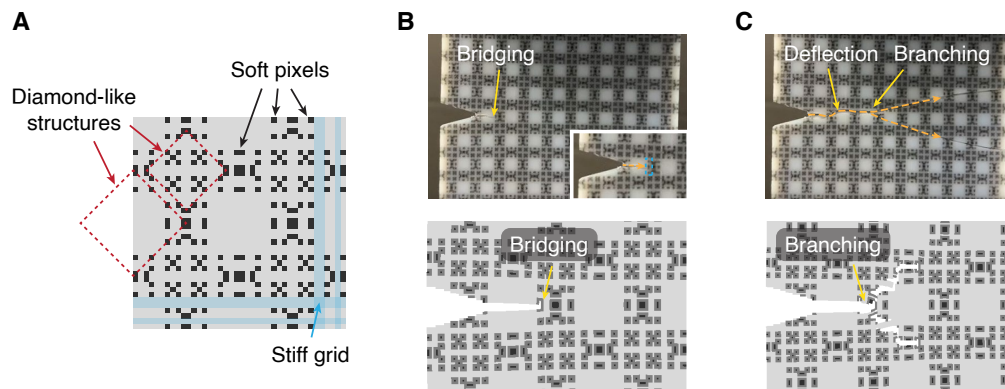 A
Soft pixels
Diamond-like
structures
Stiff grid
B
Bridging
Bridging
C
Deflection Branching
Branching